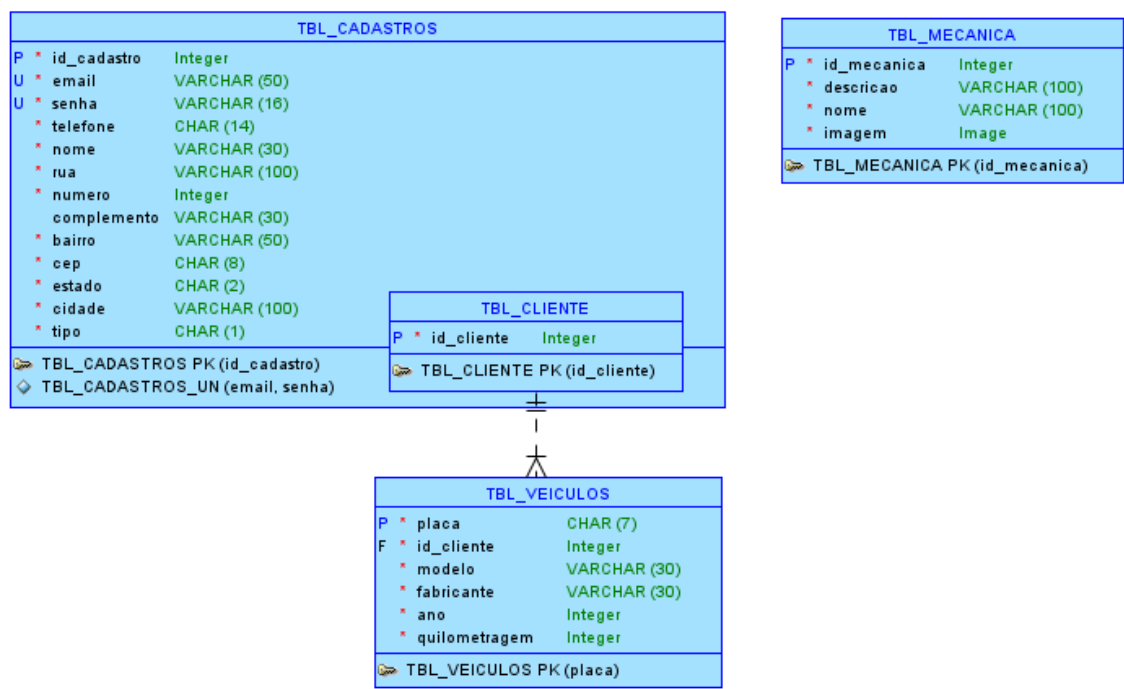 TBL_CADASTROS
P * id_cadastro Integer
U * email VARCHAR (50)
U * senha VARCHAR (16)
* telefone CHAR (14)
* nome VARCHAR (30)
* rua VARCHAR (100)
* numero Integer
complemento VARCHAR (30)
* bairro VARCHAR (50)
* cep CHAR (8)
* estado CHAR (2)
* cidade VARCHAR (100)
* tipo CHAR (1)
TBL_CADASTROS PK (id_cadastro)
TBL_CADASTROS_UN (email, senha)
TBL_CLIENTE
P * id_cliente Integer
TBL_CLIENTE PK (id_cliente)
TBL_MECANICA
P * id_mecanica Integer
* descricao VARCHAR (100)
* nome VARCHAR (100)
* imagem Image
TBL_MECANICA PK (id_mecanica)
TBL_VEICULOS
P * placa CHAR (7)
F * id_cliente Integer
* modelo VARCHAR (30)
* fabricante VARCHAR (30)
* ano Integer
* quilometragem Integer
TBL_VEICULOS PK (placa)